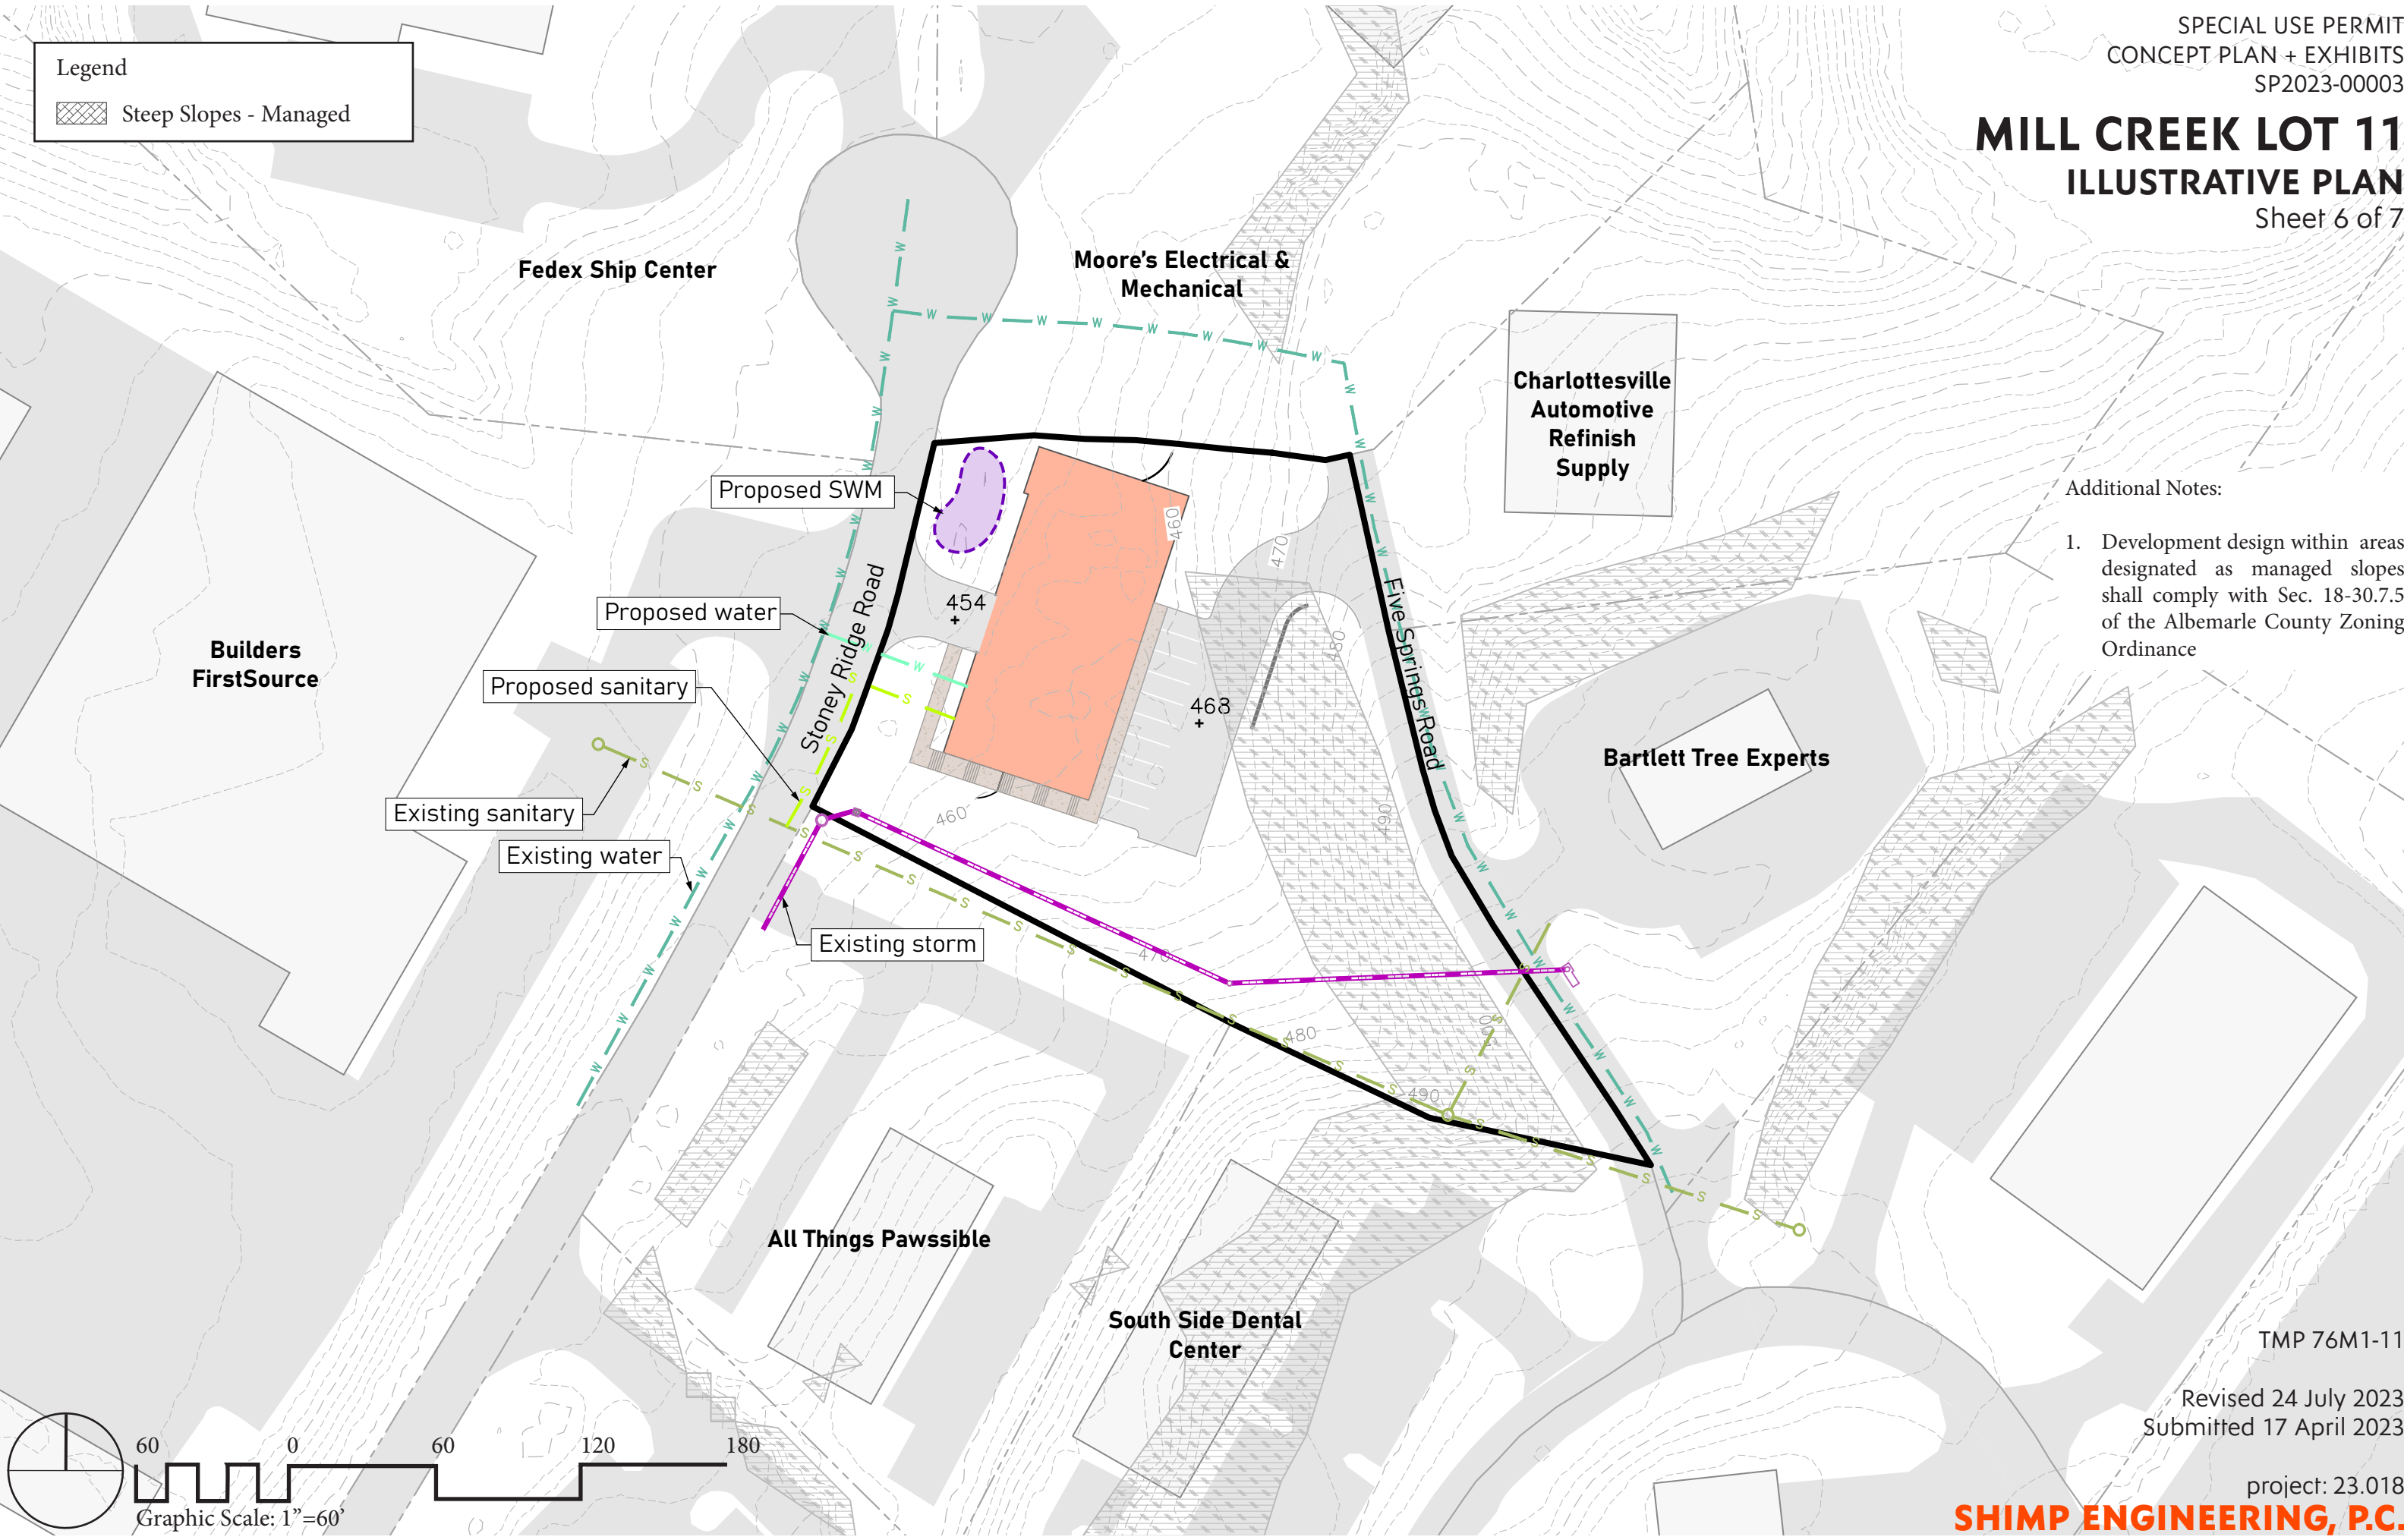 SPECIAL USE PERMIT
CONCEPT PLAN + EXHIBITS
SP2023-00003
MILL CREEK LOT 11
ILLUSTRATIVE PLAN
Sheet 6 of 7
Legend
Steep Slopes - Managed
Fedex Ship Center
Moore's Electrical &
Mechanical
Charlottesville
Automotive
Refinish
Supply
Additional Notes:
1. Development design within areas
designated as managed slopes
shall comply with Sec. 18-30.7.5
of the Albemarle County Zoning
Ordinance
Proposed SWM
460
470
454
Proposed water
Stoney Ridge Road
Five Springs Road
480
Builders
FirstSource
Proposed sanitary
468
Bartlett Tree Experts
Existing sanitary
460
490
Existing water
Existing storm
470
480
490
All Things Pawssible
South Side Dental
Center
TMP 76M1-11
Revised 24 July 2023
Submitted 17 April 2023
project: 23.018
SHIMP ENGINEERING, P.C.
60 0 60 120 180
Graphic Scale: 1”=60’